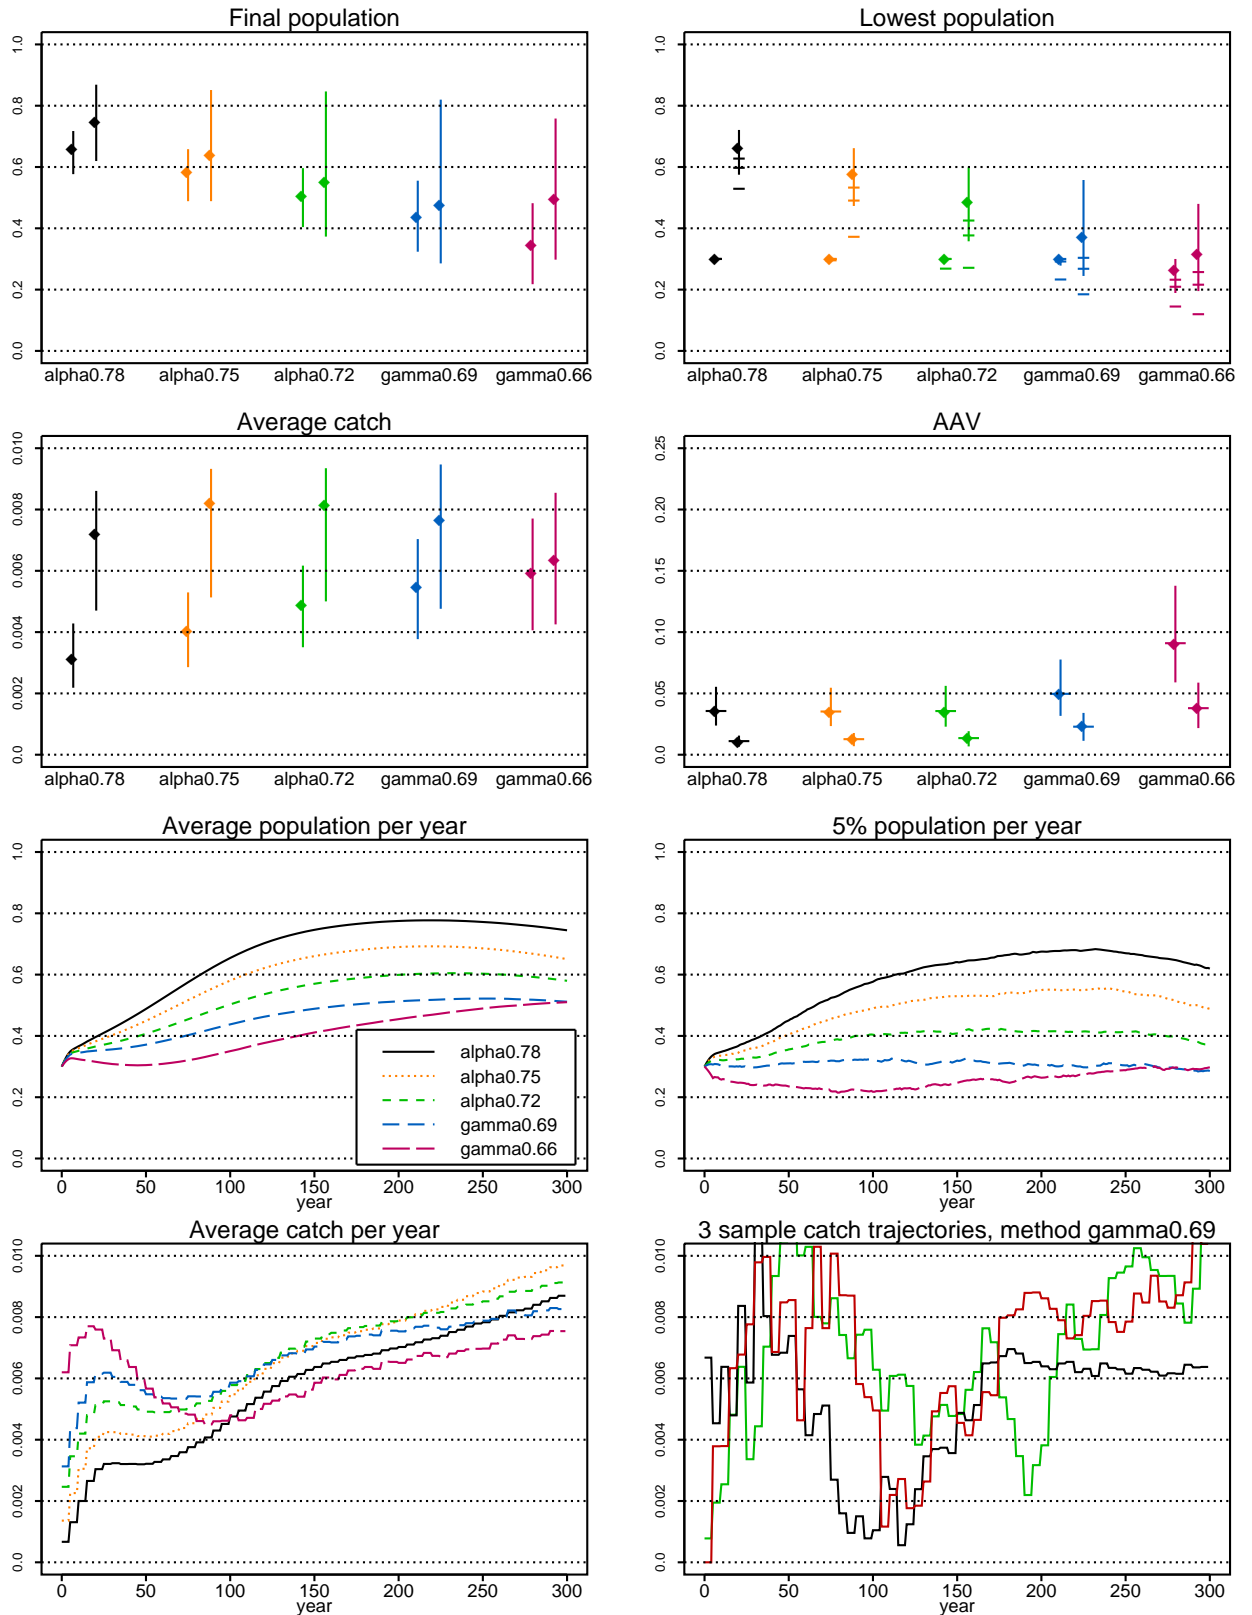 Final population
1.0
0.8
0.6
0.4
0.2
0.0
alpha0.78 alpha0.75 alpha0.72 gamma0.69 gamma0.66
Lowest population
1.0
0.8
0.6
0.4
0.2
0.0
alpha0.78 alpha0.75 alpha0.72 gamma0.69 gamma0.66
Average catch
0.010
0.008
0.006
0.004
0.002
0.0
alpha0.78 alpha0.75 alpha0.72 gamma0.69 gamma0.66
AAV
0.25
0.20
0.15
0.10
0.05
0.0
alpha0.78 alpha0.75 alpha0.72 gamma0.69 gamma0.66
Average population per year
1.0
0.8
0.6
0.4
0.2
0.0
alpha0.78
alpha0.75
alpha0.72
gamma0.69
gamma0.66
0 50 100 150 200 250 300
year
5% population per year
1.0
0.8
0.6
0.4
0.2
0.0
0 50 100 150 200 250 300
year
Average catch per year
0.010
0.008
0.006
0.004
0.002
0.0
0 50 100 150 200 250 300
year
3 sample catch trajectories, method gamma0.69
0.010
0.008
0.006
0.004
0.002
0.0
0 50 100 150 200 250 300
year